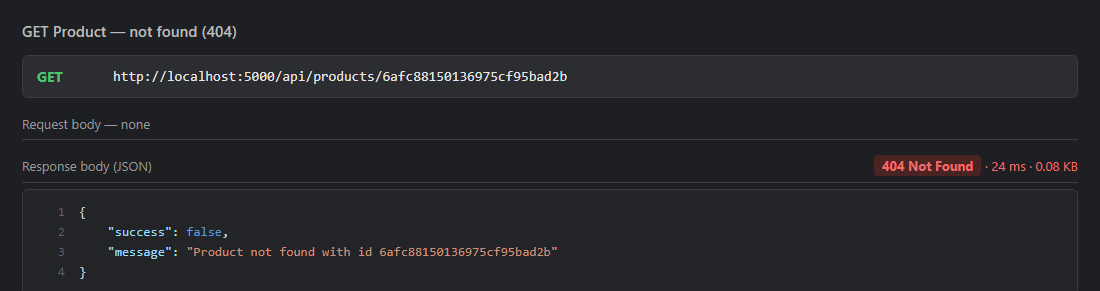 GET Product — not found (404)
GET http://localhost:5000/api/products/6afc88150136975cf95bad2b
Request body — none
Response body (JSON) 404 Not Found · 24 ms · 0.08 KB
1 {
2 "success": false,
3 "message": "Product not found with id 6afc88150136975cf95bad2b"
4 }